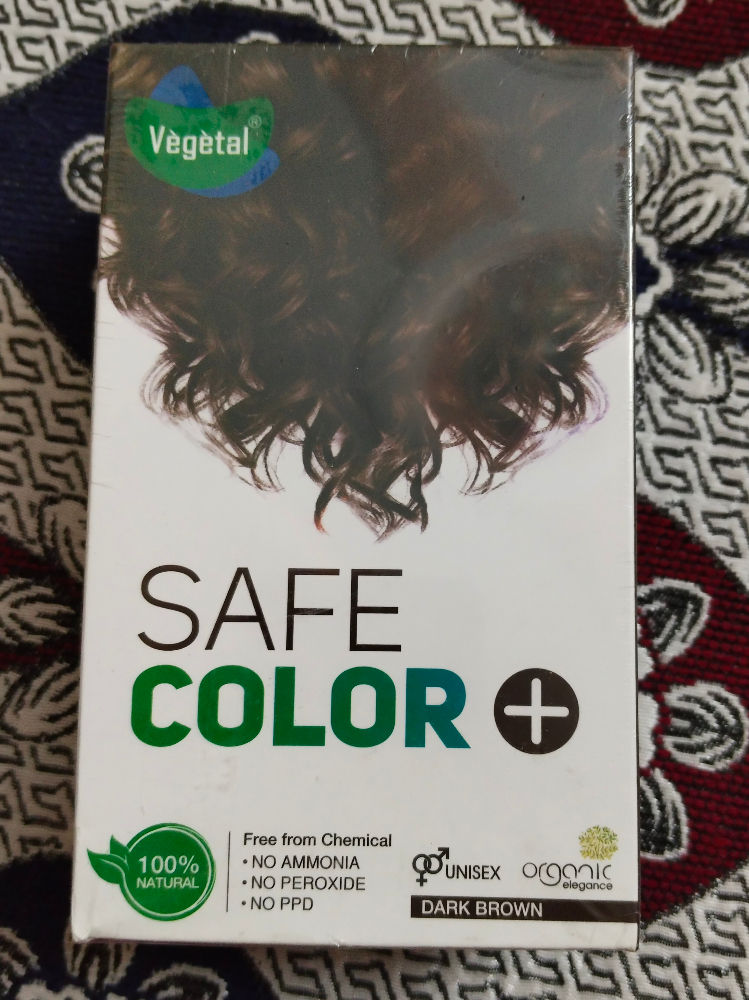 Vègètal®
SAFE
COLOR +
100%
NATURAL
Free from Chemical
• NO AMMONIA
• NO PEROXIDE
• NO PPD
UNISEX
organic
elegance
DARK BROWN